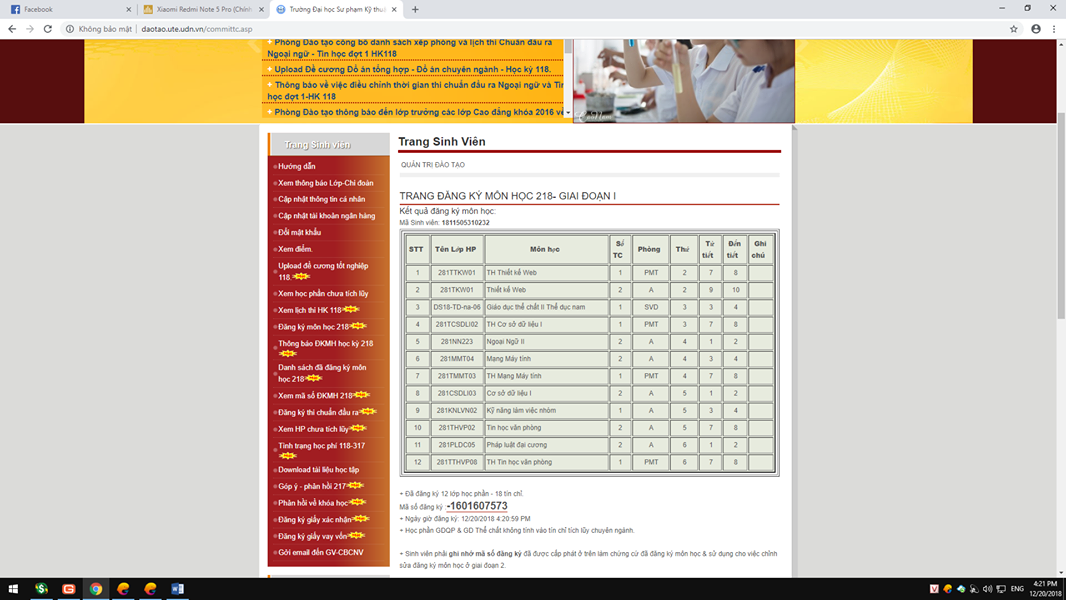 Facebook
Xiaomi Redmi Note 5 Pro (Chính
Trường Đại học Sư phạm Kỹ thuậ
Không bảo mật | daotao.ute.udn.vn/committc.asp
Phòng Đào tạo công bố danh sách xếp phòng và lịch thi Chuẩn đầu ra
Ngoại ngữ - Tin học đợt 1 HK118
Upload Đề cương Đồ án tổng hợp - Đồ án chuyên ngành - Học kỳ 118.
Thông báo về việc điều chỉnh thời gian thi chuẩn đầu ra Ngoại ngữ và Tin
học đợt 1-HK 118
Phòng Đào tạo thông báo đến lớp trưởng các lớp Cao đẳng khóa 2016 về
Trang Sinh viên
Hướng dẫn
Xem thông báo Lớp-Chi đoàn
Cập nhật thông tin cá nhân
Cập nhật tài khoản ngân hàng
Đổi mật khẩu
Xem điểm.
Upload đề cương tốt nghiệp
118.
Xem học phần chưa tích lũy
Xem lịch thi HK 118
Đăng ký môn học 218
Thông báo ĐKMH học kỳ 218
Danh sách đã đăng ký môn
học 218
Xem mã số ĐKMH 218
Đăng ký thi chuẩn đầu ra
Xem HP chưa tích lũy
Tình trạng học phí 118-317
Download tài liệu học tập
Góp ý - phản hồi 217
Phản hồi về khóa học
Đăng ký giấy xác nhận
Đăng ký giấy vay vốn
Gởi email đến GV-CBCNV
Trang Sinh Viên
QUẢN TRỊ ĐÀO TẠO
TRANG ĐĂNG KÝ MÔN HỌC 218- GIAI ĐOẠN I
Kết quả đăng ký môn học:
Mã Sinh viên: 1811505310232
STT Tên Lớp HP Môn học Số TC Phòng Thứ Từ tiết Đến tiết Ghi chú
1 281TTKW01 TH Thiết kế Web 1 PMT 2 7 8
2 281TKW01 Thiết kế Web 2 A 2 9 10
3 DS18-TD-na-06 Giáo dục thể chất II Thể dục nam 1 SVD 3 3 4
4 281TCSDLI02 TH Cơ sở dữ liệu I 1 PMT 3 7 8
5 281NN223 Ngoại Ngữ II 2 A 4 1 2
6 281MMT04 Mạng Máy tính 2 A 4 3 4
7 281TMMT03 TH Mạng Máy tính 1 PMT 4 7 8
8 281CSDLI03 Cơ sở dữ liệu I 2 A 5 1 2
9 281KNLVN02 Kỹ năng làm việc nhóm 1 A 5 3 4
10 281THVP02 Tin học văn phòng 2 A 5 7 8
11 281PLDC05 Pháp luật đại cương 2 A 6 1 2
12 281TTHVP08 TH Tin học văn phòng 1 PMT 6 7 8
+ Đã đăng ký 12 lớp học phần - 18 tín chỉ.
Mã số đăng ký :-1601607573
+ Ngày giờ đăng ký: 12/20/2018 4:20:59 PM
+ Học phần GDQP & GD Thể chất không tính vào tín chỉ tích lũy chuyên ngành.
+ Sinh viên phải ghi nhớ mã số đăng ký đã được cấp phát ở trên làm chứng cứ đã đăng ký môn học & sử dụng cho việc chỉnh
sửa đăng ký môn học ở giai đoạn 2.
ENG
4:21 PM
12/20/2018